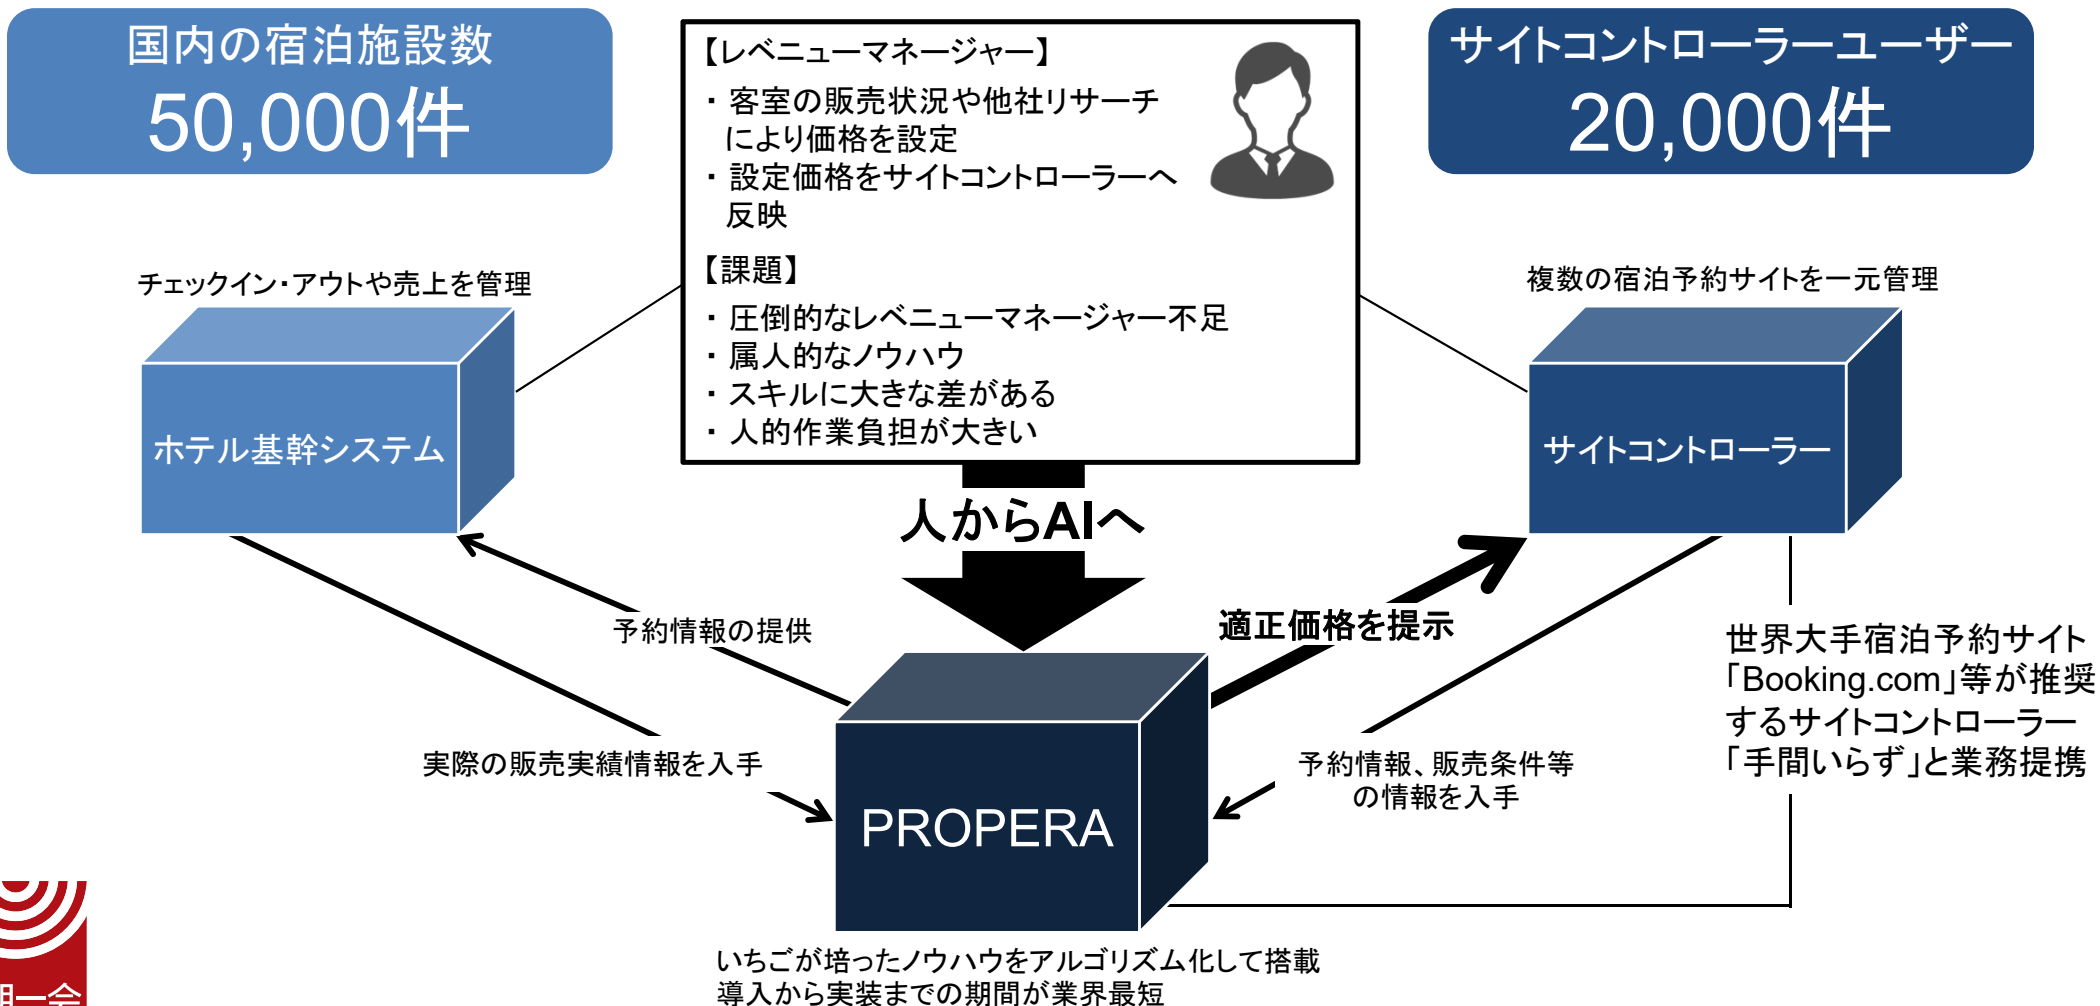 国内の宿泊施設数
50,000件
【レベニューマネージャー】
・ 客室の販売状況や他社リサーチ
により価格を設定
・ 設定価格をサイトコントローラーへ
反映
【課題】
・ 圧倒的なレベニューマネージャー不足
・ 属人的なノウハウ
・ スキルに大きな差がある
・ 人的作業負担が大きい
サイトコントローラーユーザー
20,000件
チェックイン・アウトや売上を管理
ホテル基幹システム
複数の宿泊予約サイトを一元管理
サイトコントローラー
人からAIへ
予約情報の提供
適正価格を提示
実際の販売実績情報を入手
予約情報、販売条件等
の情報を入手
世界大手宿泊予約サイト
「Booking.com」等が推奨
するサイトコントローラー
「手間いらず」と業務提携
PROPERA
いちごが培ったノウハウをアルゴリズム化して搭載
導入から実装までの期間が業界最短
期一会